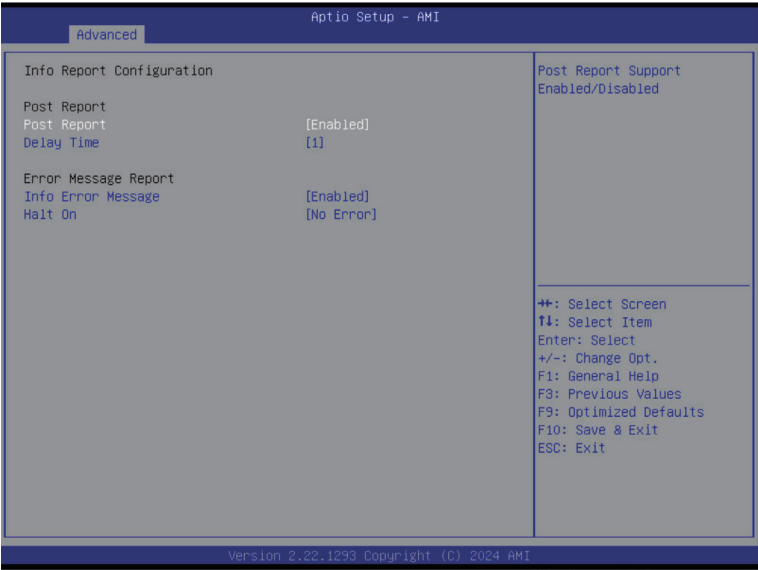 Aptio Setup - AMI
Advanced
Info Report Configuration
Post Report
Post Report [Enabled]
Delay Time [1]
Error Message Report
Info Error Message [Enabled]
Halt On [No Error]
Post Report Support
Enabled/Disabled
→←: Select Screen
↑↓: Select Item
Enter: Select
+/-: Change Opt.
F1: General Help
F3: Previous Values
F9: Optimized Defaults
F10: Save & Exit
ESC: Exit
Version 2.22.1293 Copyright (C) 2024 AMI